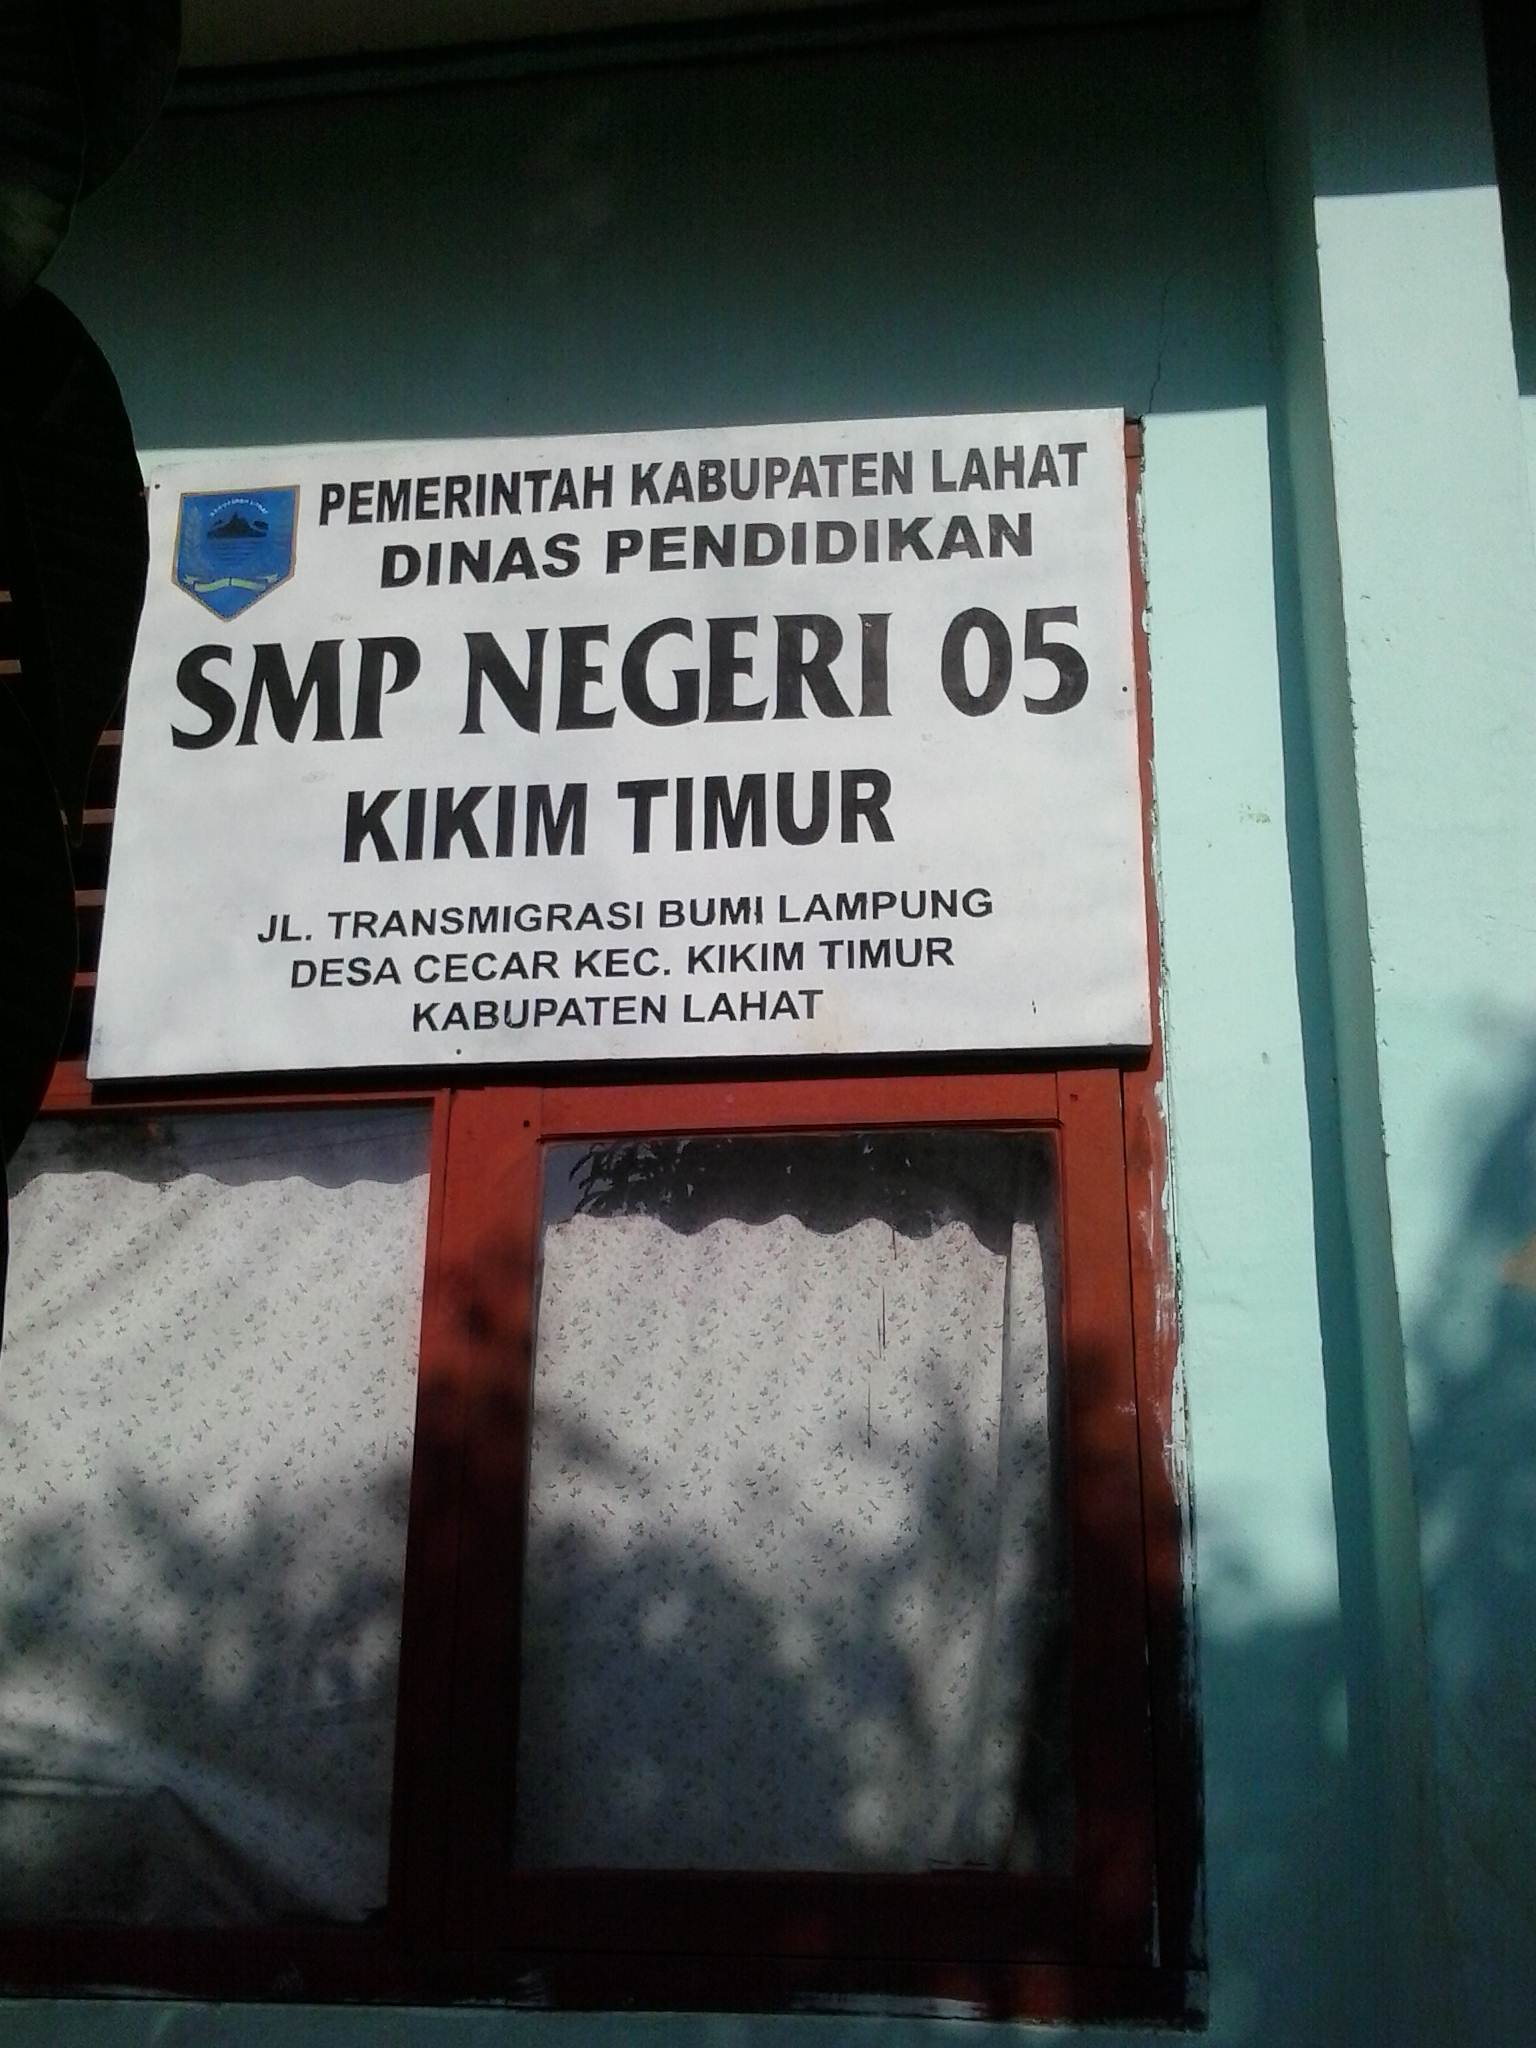 PEMERINTAH KABUPATEN LAHAT
DINAS PENDIDIKAN
SMP NEGERI 05
KIKIM TIMUR
JL. TRANSMIGRASI BUMI LAMPUNG
DESA CECAR KEC. KIKIM TIMUR
KABUPATEN LAHAT